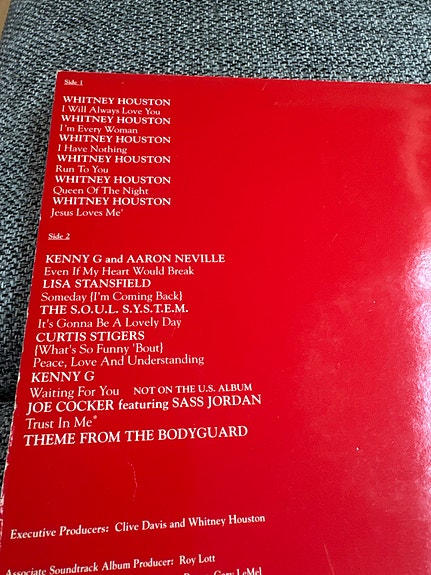 Side 1
WHITNEY HOUSTON
I Will Always Love You
WHITNEY HOUSTON
I'm Every Woman
WHITNEY HOUSTON
I Have Nothing
WHITNEY HOUSTON
Run To You
WHITNEY HOUSTON
Queen Of The Night
WHITNEY HOUSTON
Jesus Loves Me*
Side 2
KENNY G and AARON NEVILLE
Even If My Heart Would Break
LISA STANSFIELD
Someday {I'm Coming Back}
THE S.O.U.L. S.Y.S.T.E.M.
It's Gonna Be A Lovely Day
CURTIS STIGERS
{What's So Funny 'Bout}
Peace, Love And Understanding
KENNY G
Waiting For You NOT ON THE U.S. ALBUM
JOE COCKER featuring SASS JORDAN
Trust In Me*
THEME FROM THE BODYGUARD
Executive Producers: Clive Davis and Whitney Houston
Associate Soundtrack Album Producer: Roy Lott
Gary LeMel